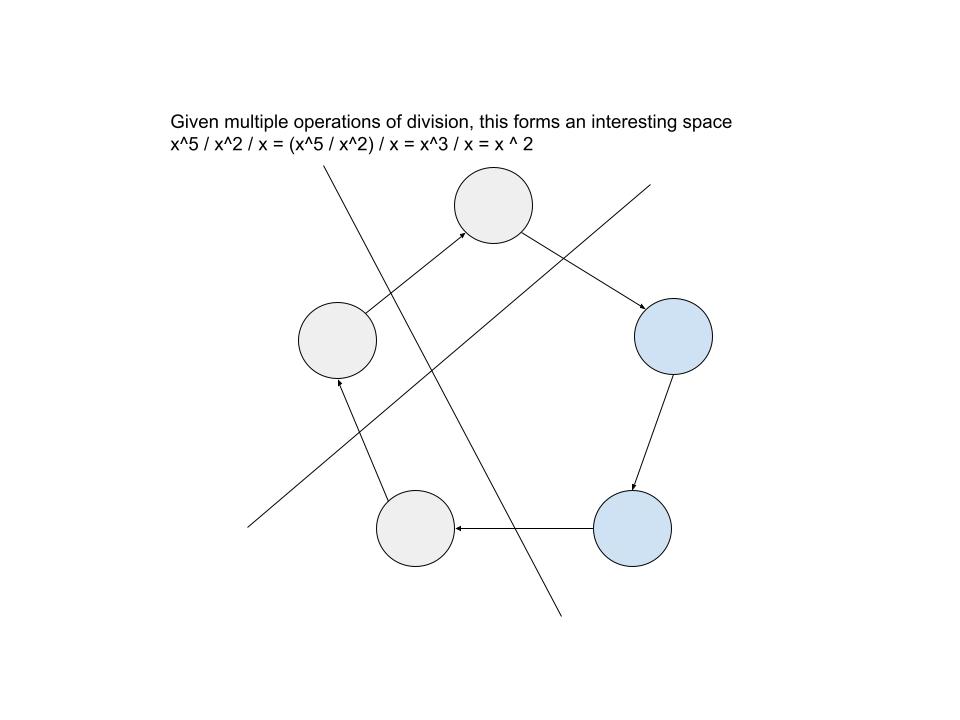 Given multiple operations of division, this forms an interesting space
x^5 / x^2 / x = (x^5 / x^2) / x = x^3 / x = x ^ 2